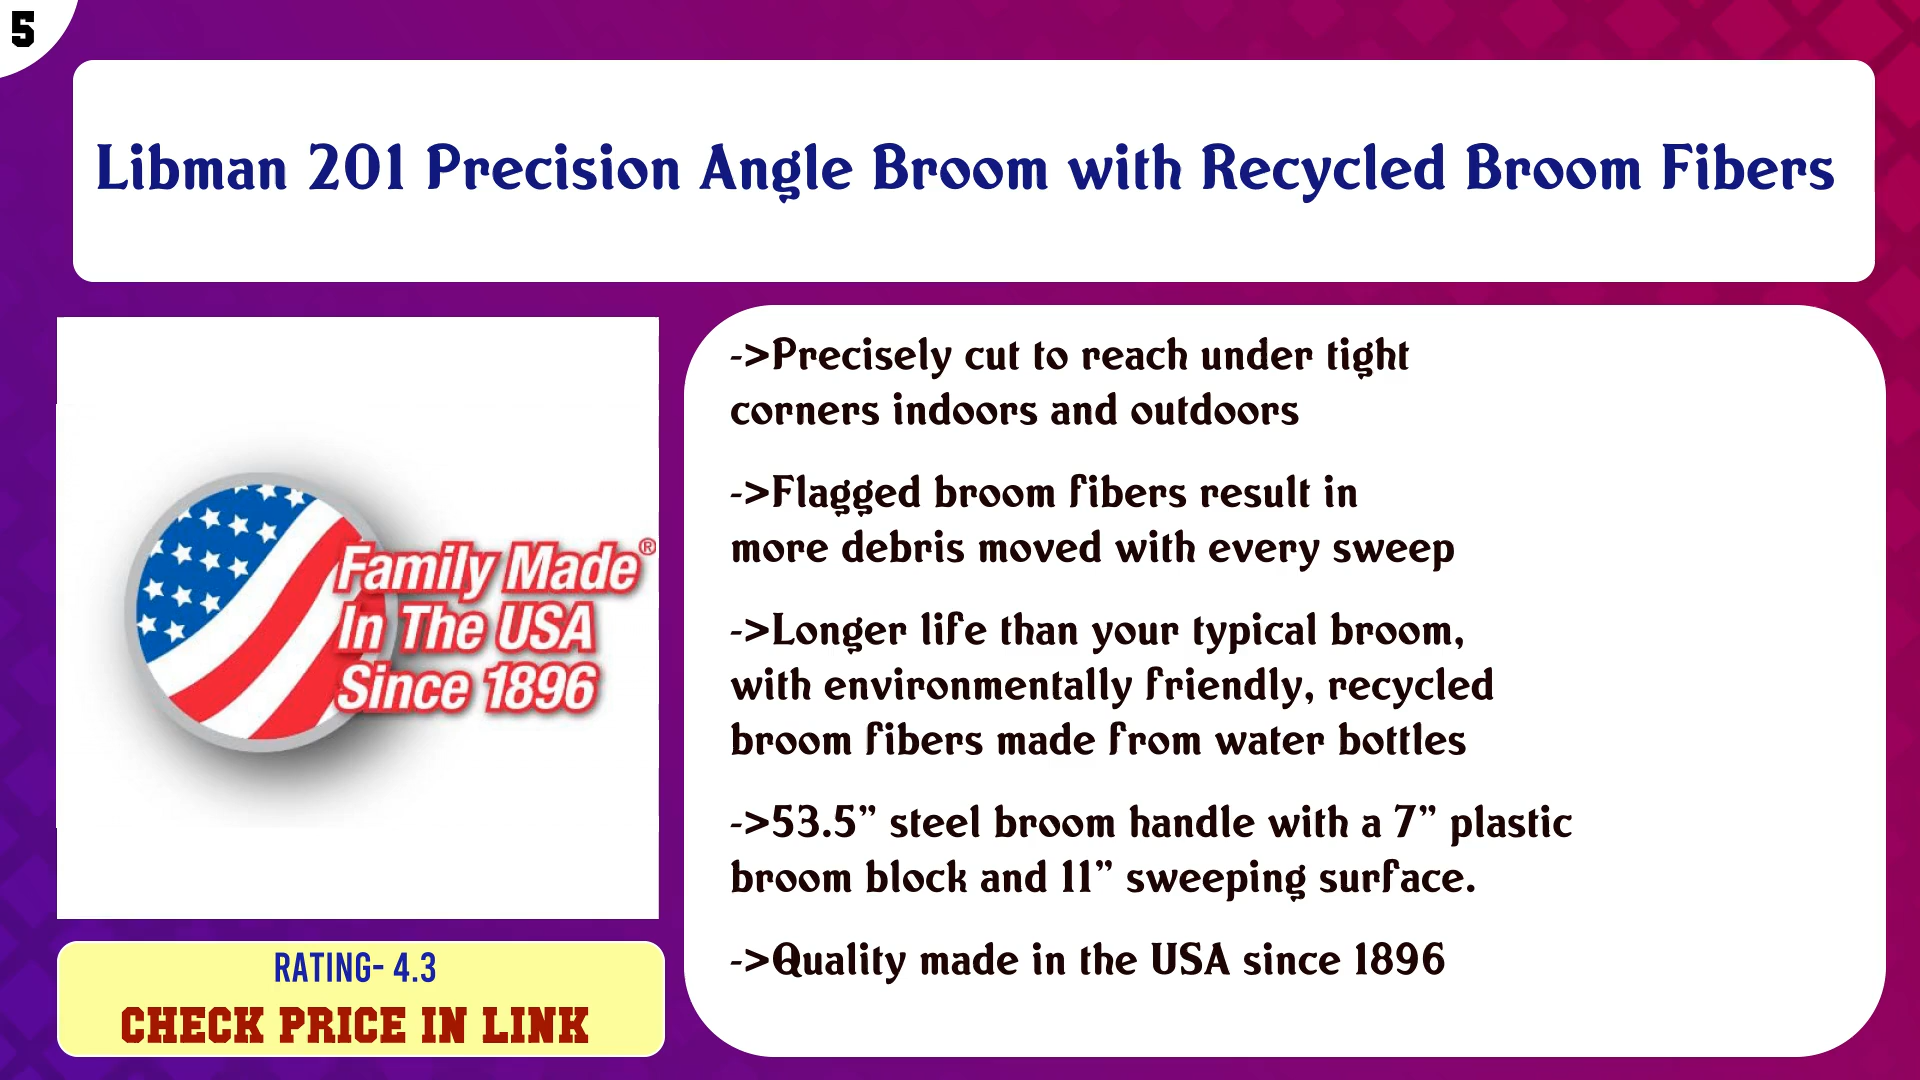 5
Libman 201 Precision Angle Broom with Recycled Broom Fibers
Family Made®
In The USA
Since 1896
RATING- 4.3
CHECK PRICE IN LINK
->Precisely cut to reach under tight
corners indoors and outdoors
->Flagged broom fibers result in
more debris moved with every sweep
->Longer life than your typical broom,
with environmentally friendly, recycled
broom fibers made from water bottles
->53.5” steel broom handle with a 7” plastic
broom block and 11” sweeping surface.
->Quality made in the USA since 1896